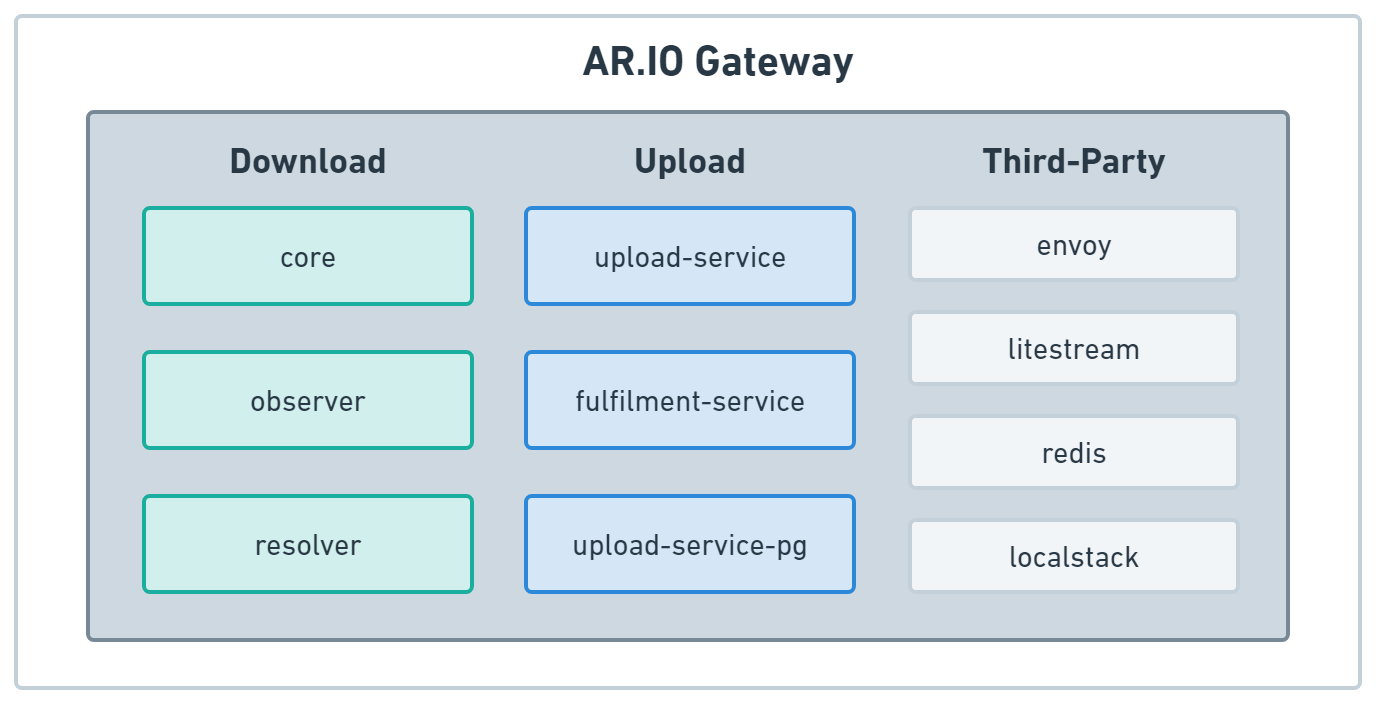 AR.IO Gateway
Download
core
observer
resolver
Upload
upload-service
fulfilment-service
upload-service-pg
Third-Party
envoy
litestream
redis
localstack